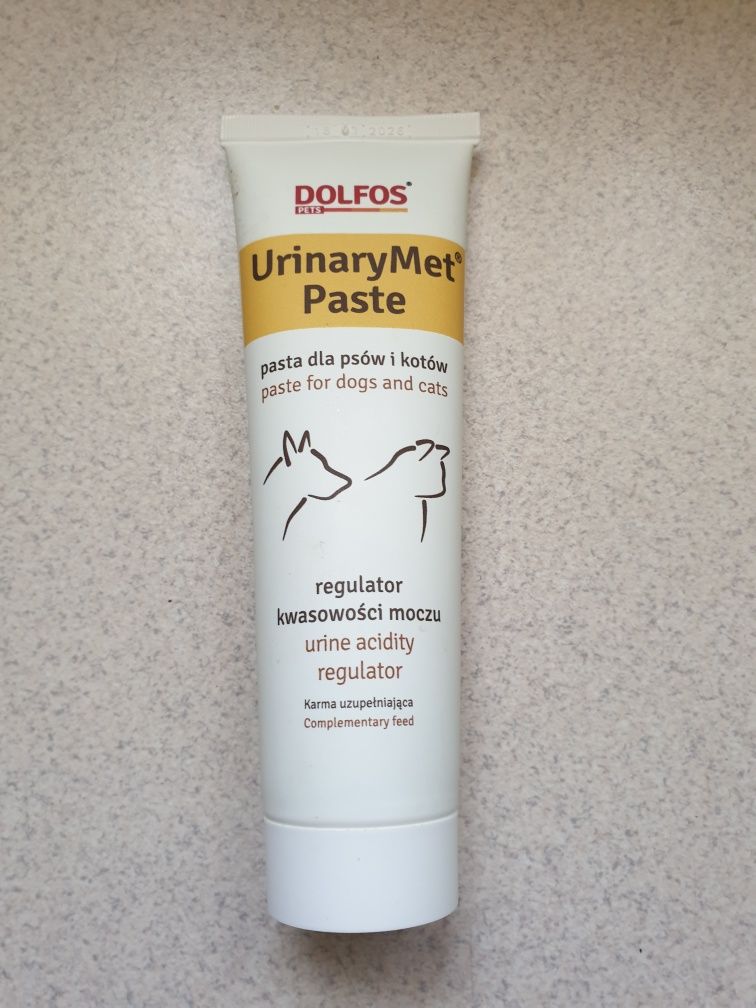 DOLFOS®
PETS
UrinaryMet®
Paste
pasta dla psów i kotów
paste for dogs and cats
regulator
kwasowości moczu
urine acidity
regulator
Karma uzupełniająca
Complementary feed